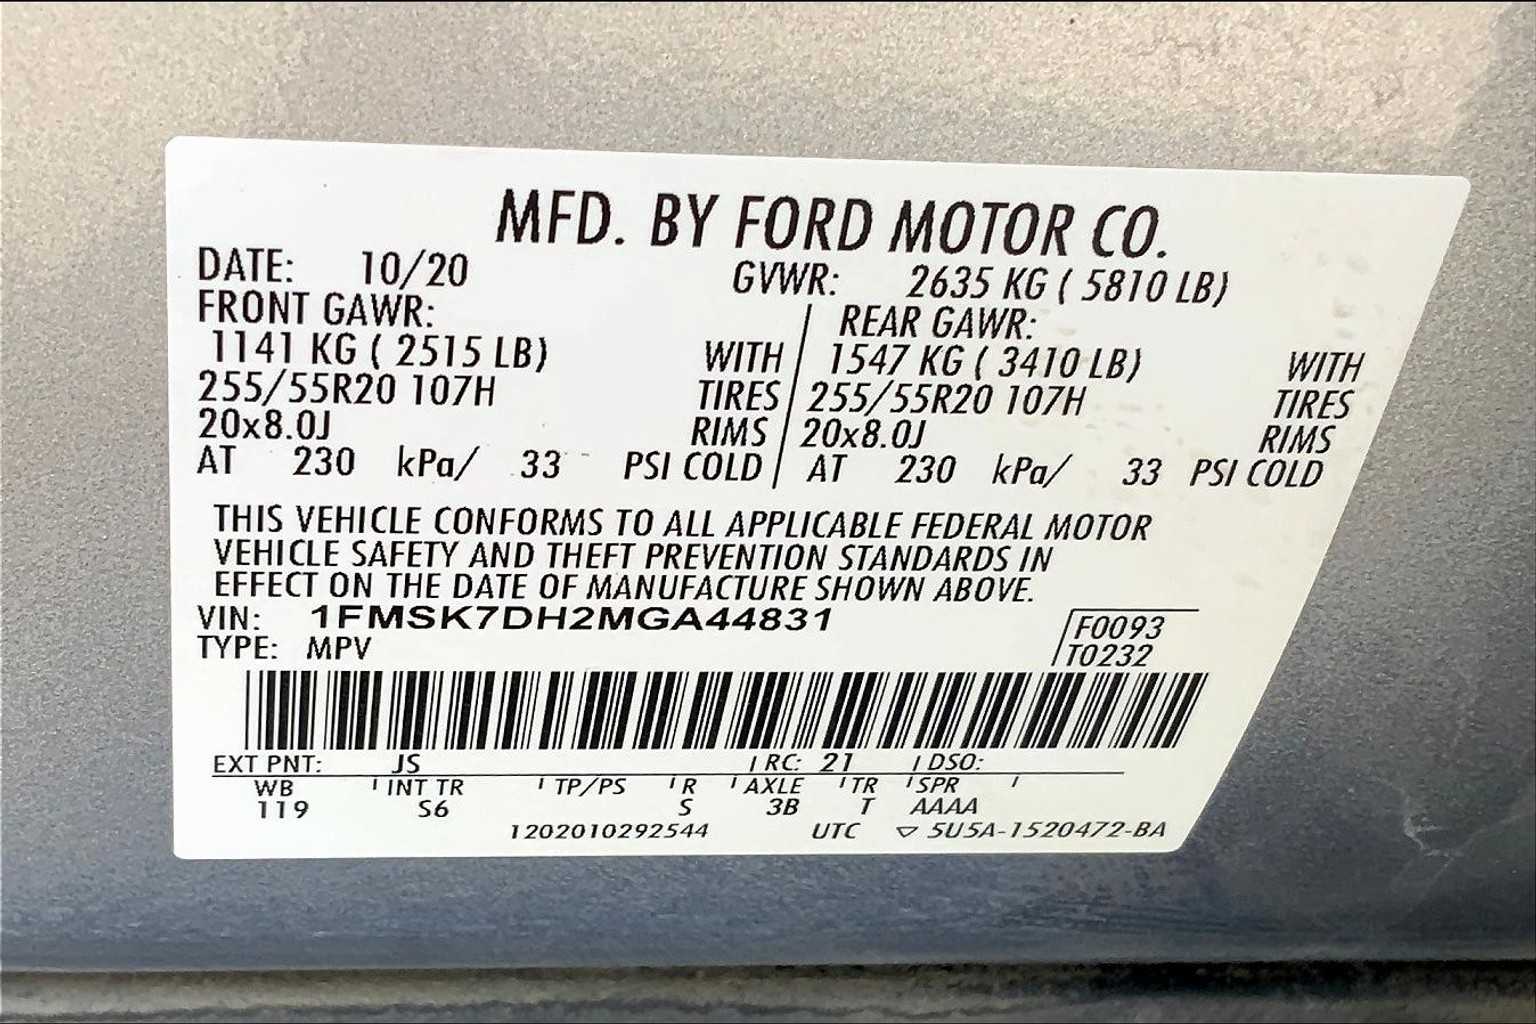 MFD. BY FORD MOTOR CO.
DATE: 10/20 GVWR: 2635 KG ( 5810 LB)
FRONT GAWR: REAR GAWR:
1141 KG ( 2515 LB) WITH 1547 KG ( 3410 LB) WITH
255/55R20 107H TIRES 255/55R20 107H TIRES
20x8.0J RIMS 20x8.0J RIMS
AT 230 kPa/ 33 PSI COLD AT 230 kPa/ 33 PSI COLD
THIS VEHICLE CONFORMS TO ALL APPLICABLE FEDERAL MOTOR
VEHICLE SAFETY AND THEFT PREVENTION STANDARDS IN
EFFECT ON THE DATE OF MANUFACTURE SHOWN ABOVE.
VIN: 1FMSK7DH2MGA44831
F0093
TYPE: MPV T0232
EXT PNT: JS RC: 21 DSO:
WB INT TR TP/PS R AXLE TR SPR
119 S6 S 3B T AAAA
1202010292544 UTC ▽ 5U5A-1520472-BA